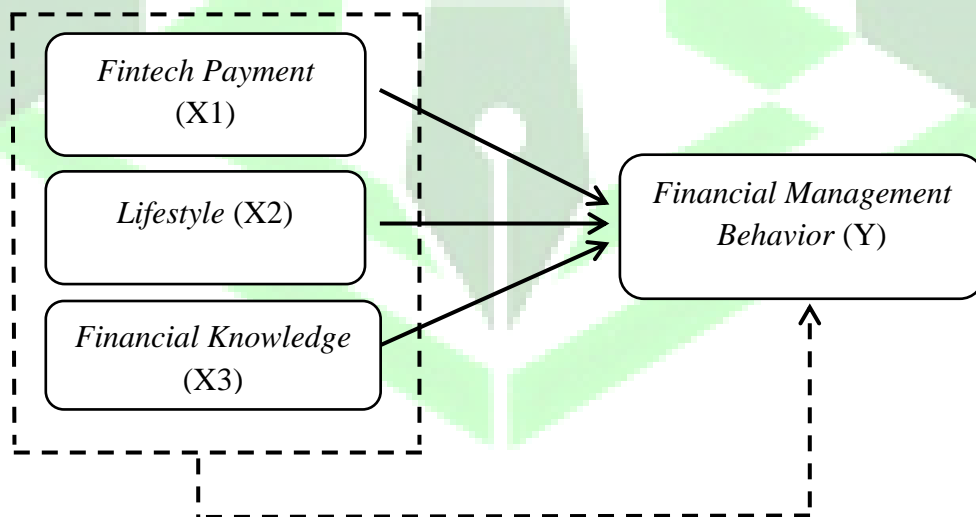 Fintech Payment
(X1)
Lifestyle (X2)
Financial Knowledge
(X3)
Financial Management
Behavior (Y)